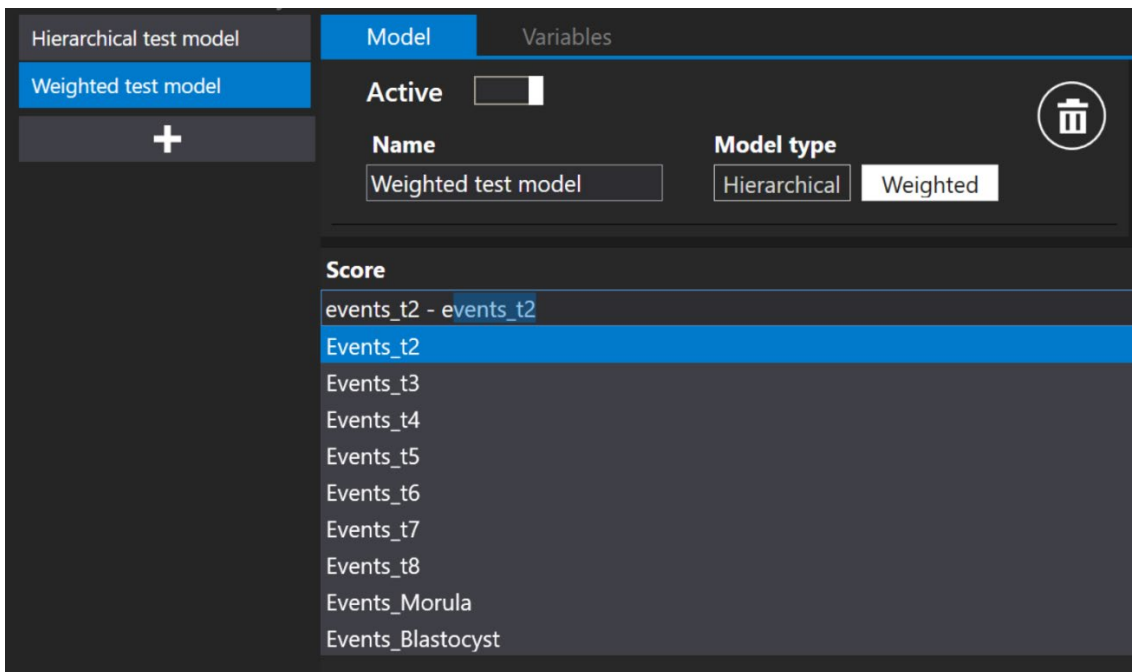 Hierarchical test model
Weighted test model
Model Variables
Active
Name Model type
Weighted test model Hierarchical Weighted
Score
events_t2 - events_t2
Events_t2
Events_t3
Events_t4
Events_t5
Events_t6
Events_t7
Events_t8
Events_Morula
Events_Blastocyst